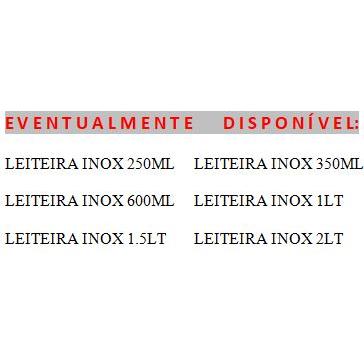 EVENTUALMENTE DISPONÍVEL:
LEITEIRA INOX 250ML LEITEIRA INOX 350ML
LEITEIRA INOX 600ML LEITEIRA INOX 1LT
LEITEIRA INOX 1.5LT LEITEIRA INOX 2LT